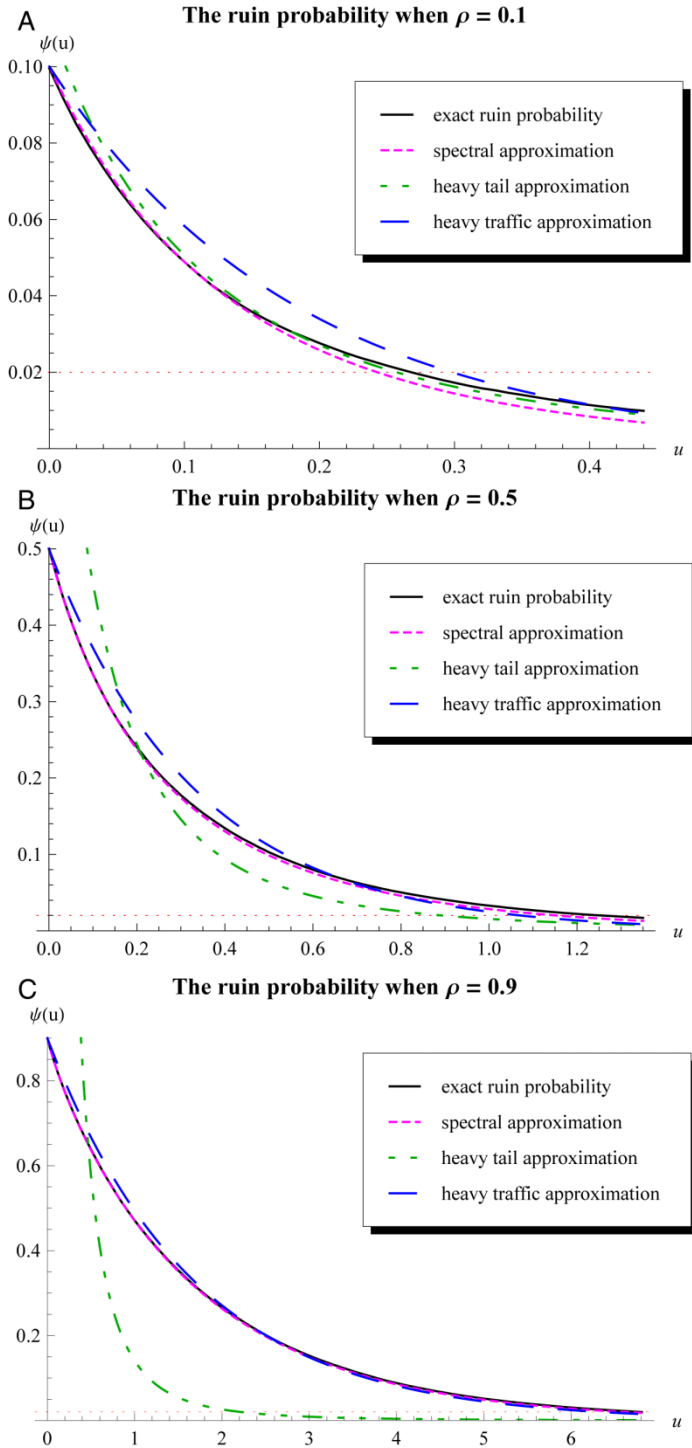 A
The ruin probability when ρ = 0.1
ψ(u)
0.10
0.08
0.06
0.04
0.02
0.0 0.1 0.2 0.3 0.4 u
exact ruin probability
spectral approximation
heavy tail approximation
heavy traffic approximation
B
The ruin probability when ρ = 0.5
ψ(u)
0.5
0.4
0.3
0.2
0.1
0.0 0.2 0.4 0.6 0.8 1.0 1.2 u
exact ruin probability
spectral approximation
heavy tail approximation
heavy traffic approximation
C
The ruin probability when ρ = 0.9
ψ(u)
0.8
0.6
0.4
0.2
0 1 2 3 4 5 6 u
exact ruin probability
spectral approximation
heavy tail approximation
heavy traffic approximation